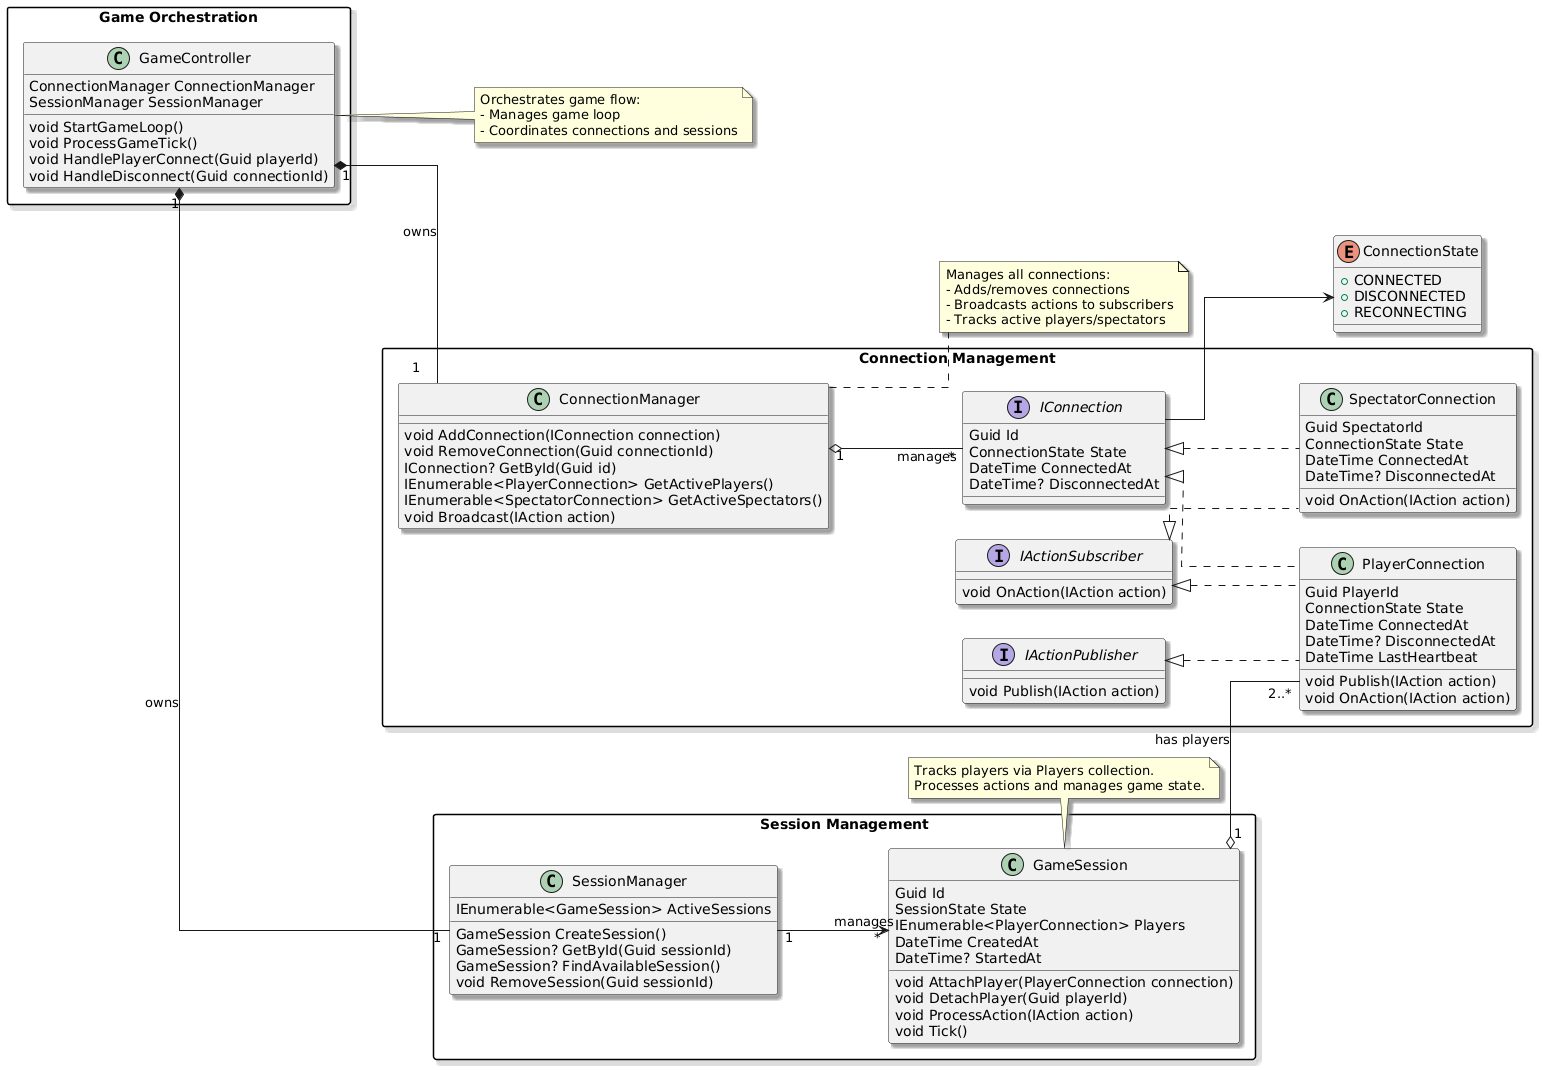 Game Orchestration
C GameController
ConnectionManager ConnectionManager
SessionManager SessionManager
void StartGameLoop()
void ProcessGameTick()
void HandlePlayerConnect(Guid playerId)
void HandleDisconnect(Guid connectionId)
Orchestrates game flow:
- Manages game loop
- Coordinates connections and sessions
1
1
owns
E ConnectionState
CONNECTED
DISCONNECTED
RECONNECTING
Manages all connections:
- Adds/removes connections
- Broadcasts actions to subscribers
- Tracks active players/spectators
Connection Management
1
C ConnectionManager
void AddConnection(IConnection connection)
void RemoveConnection(Guid connectionId)
IConnection? GetById(Guid id)
IEnumerable<PlayerConnection> GetActivePlayers()
IEnumerable<SpectatorConnection> GetActiveSpectators()
void Broadcast(IAction action)
1
manages
*
I IConnection
Guid Id
ConnectionState State
DateTime ConnectedAt
DateTime? DisconnectedAt
C SpectatorConnection
Guid SpectatorId
ConnectionState State
DateTime ConnectedAt
DateTime? DisconnectedAt
void OnAction(IAction action)
I IActionSubscriber
void OnAction(IAction action)
C PlayerConnection
Guid PlayerId
ConnectionState State
DateTime ConnectedAt
DateTime? DisconnectedAt
DateTime LastHeartbeat
void Publish(IAction action)
void OnAction(IAction action)
I IActionPublisher
void Publish(IAction action)
2..*
owns
has players
Tracks players via Players collection.
Processes actions and manages game state.
Session Management
1
C SessionManager
IEnumerable<GameSession> ActiveSessions
GameSession CreateSession()
GameSession? GetById(Guid sessionId)
GameSession? FindAvailableSession()
void RemoveSession(Guid sessionId)
1
1
manages
*
C GameSession
Guid Id
SessionState State
IEnumerable<PlayerConnection> Players
DateTime CreatedAt
DateTime? StartedAt
void AttachPlayer(PlayerConnection connection)
void DetachPlayer(Guid playerId)
void ProcessAction(IAction action)
void Tick()